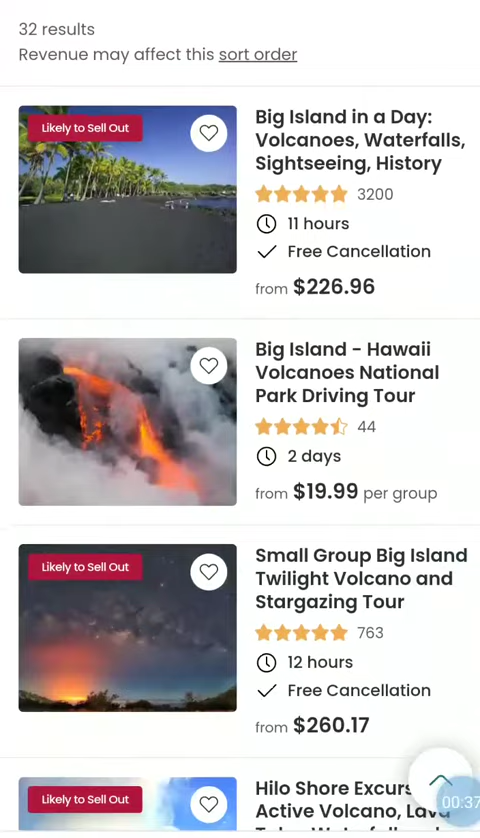 32 results
Revenue may affect this sort order
Likely to Sell Out
Big Island in a Day:
Volcanoes, Waterfalls,
Sightseeing, History
3200
11 hours
Free Cancellation
from $226.96
Big Island - Hawaii
Volcanoes National
Park Driving Tour
44
2 days
from $19.99 per group
Likely to Sell Out
Small Group Big Island
Twilight Volcano and
Stargazing Tour
763
12 hours
Free Cancellation
from $260.17
Likely to Sell Out
Hilo Shore
Active Volcano, Lava
00:37